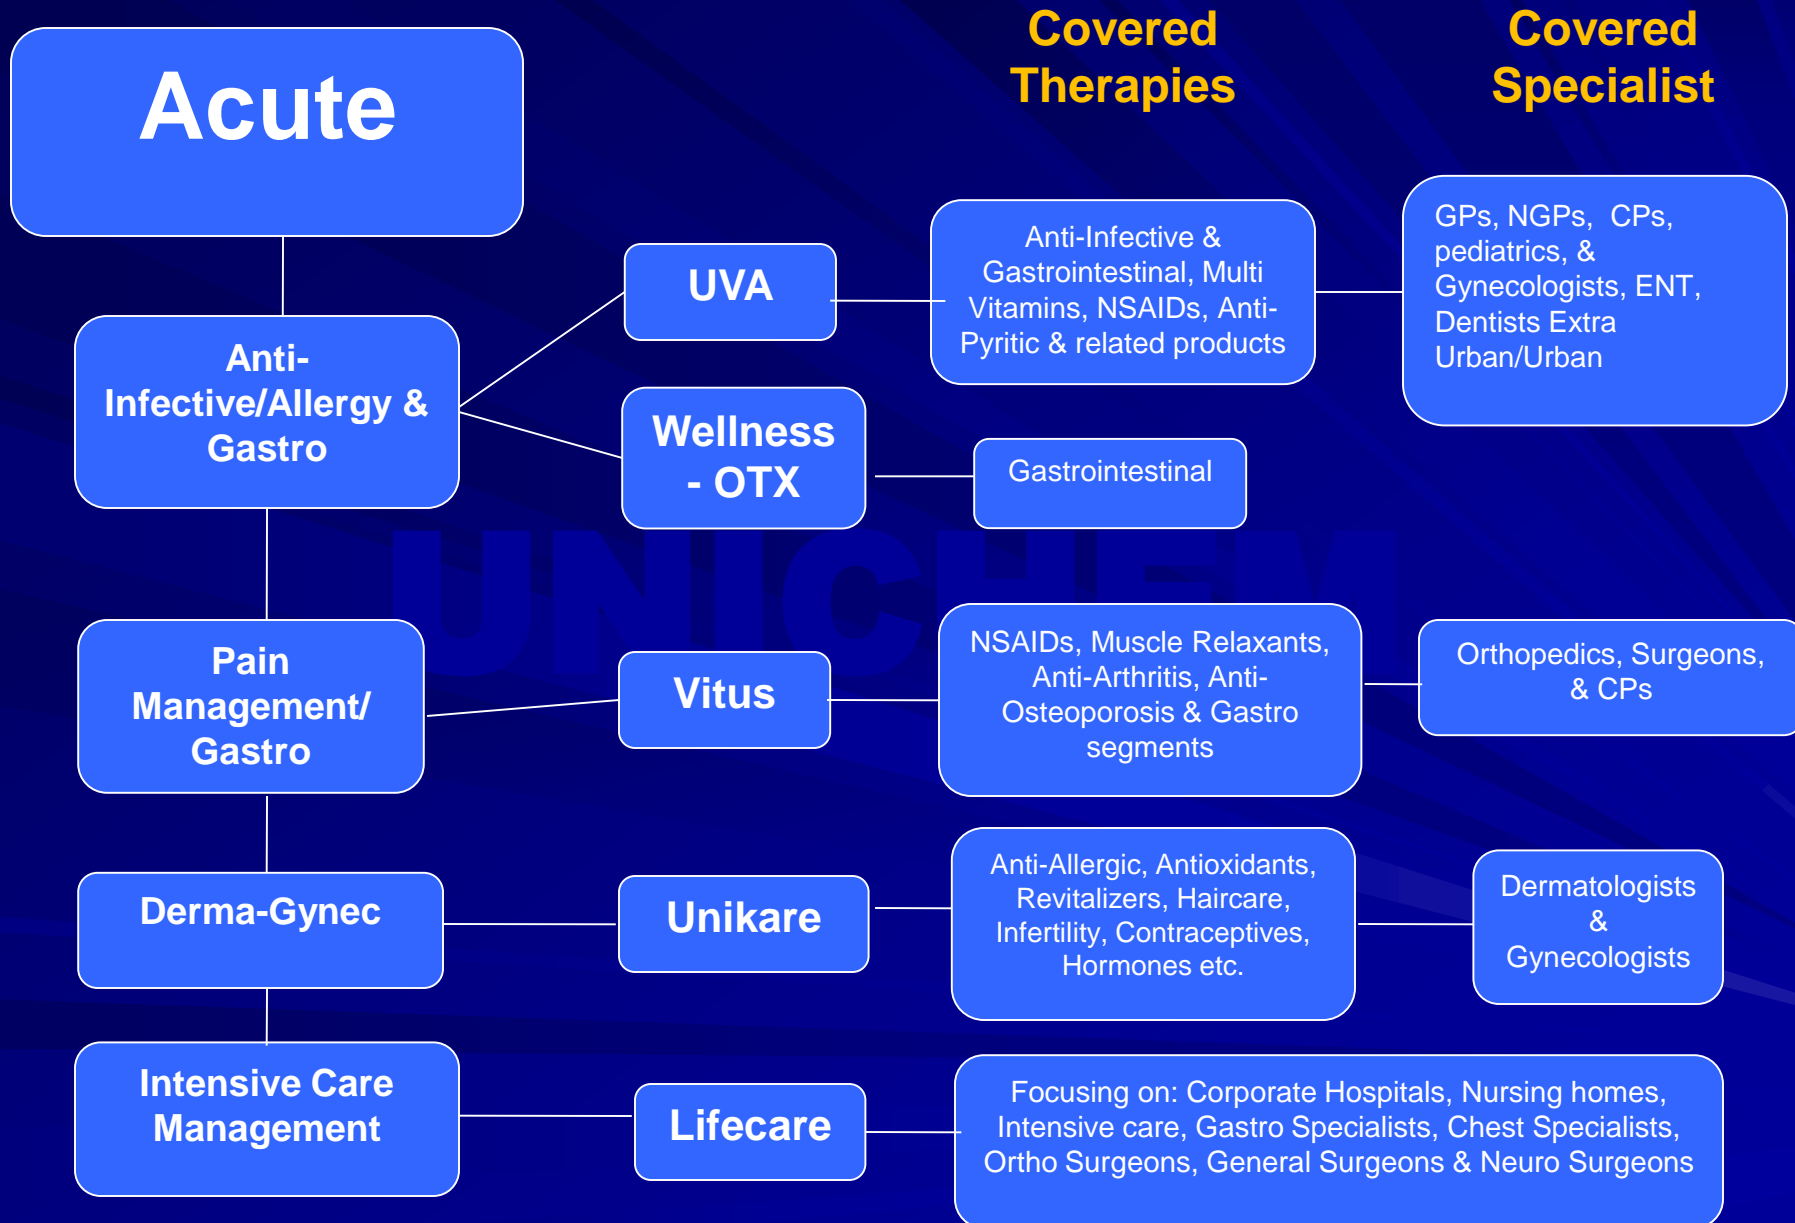 Acute
Covered
Therapies
Covered
Specialist
Anti-
Infective/Allergy &
Gastro
UVA
Anti-Infective &
Gastrointestinal, Multi
Vitamins, NSAIDs, Anti-
Pyritic & related products
GPs, NGPs, CPs,
pediatrics, &
Gynecologists, ENT,
Dentists Extra
Urban/Urban
Wellness
- OTX
Gastrointestinal
UNICHEM
Pain
Management/
Gastro
Vitus
NSAIDs, Muscle Relaxants,
Anti-Arthritis, Anti-
Osteoporosis & Gastro
segments
Orthopedics, Surgeons,
& CPs
Derma-Gynec
Unikare
Anti-Allergic, Antioxidants,
Revitalizers, Haircare,
Infertility, Contraceptives,
Hormones etc.
Dermatologists
&
Gynecologists
Intensive Care
Management
Lifecare
Focusing on: Corporate Hospitals, Nursing homes,
Intensive care, Gastro Specialists, Chest Specialists,
Ortho Surgeons, General Surgeons & Neuro Surgeons